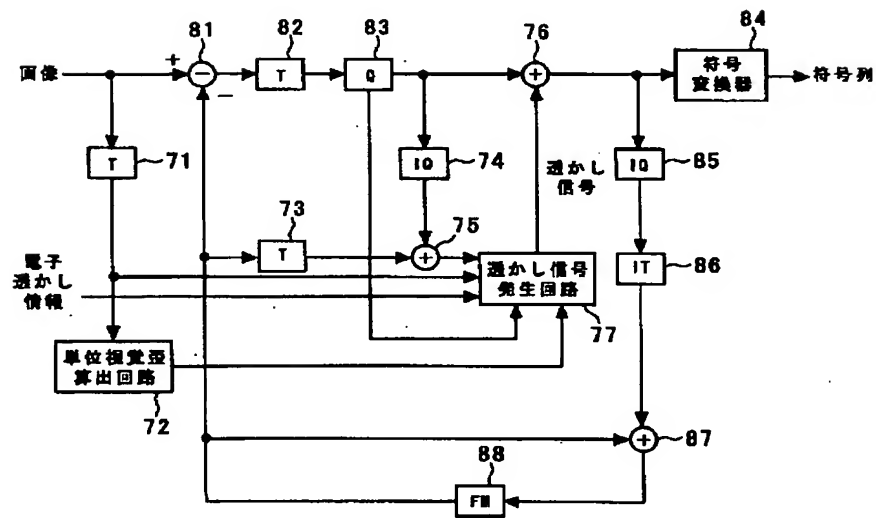 81
82
83
76
84
画像
+
−
T
Q
+
符号
変換器
符号列
−
T
71
IQ
74
透かし
信号
IQ
85
73
75
電子
透かし
情報
T
+
透かし信号
発生回路
77
IT
86
単位視覚歪
算出回路
72
+
87
88
FM